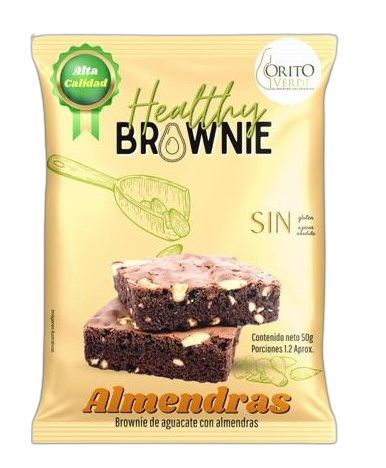 Alta
Calidad
ORITO
VERDE
Healthy
BROWNIE
SIN gluten
azúcar
añadida
Contenido neto 50g
Porciones 1.2 Aprox.
Almendras
Brownie de aguacate con almendras